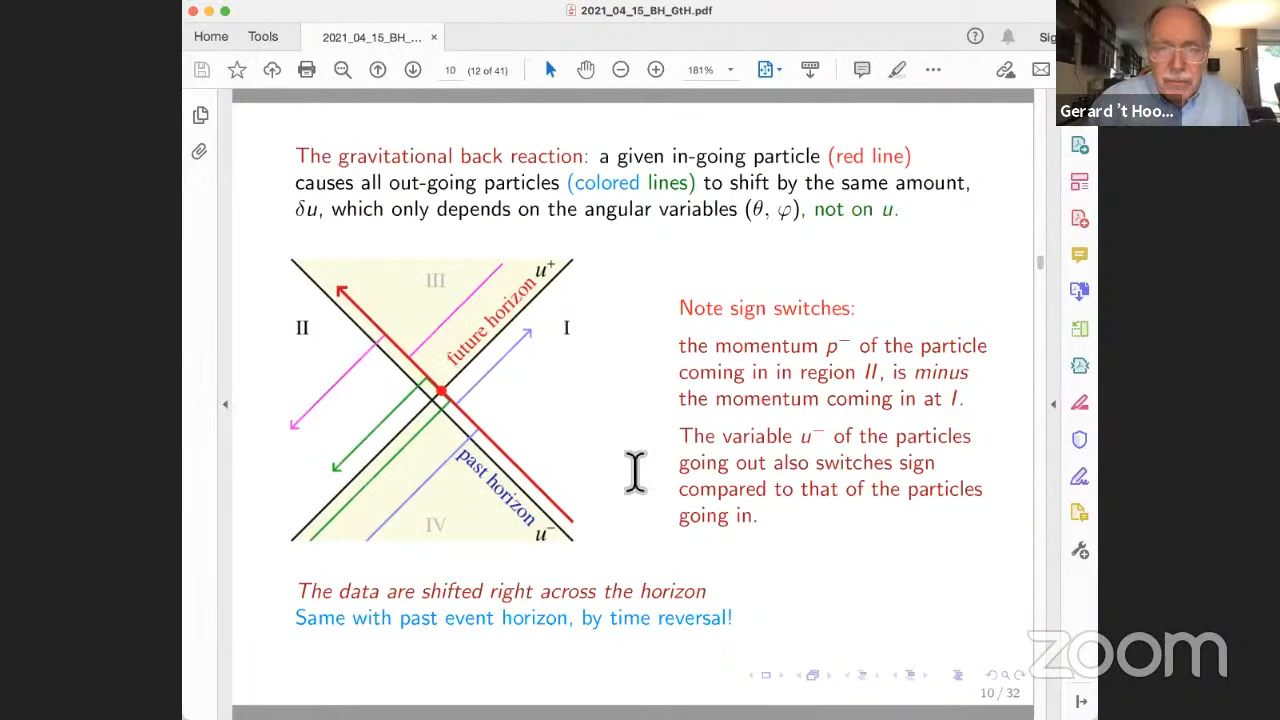 2021_04_15_BH_GtH.pdf
Home Tools 2021_04_15_BH_... × Sig
10 (12 of 41) 181%
Gerard 't Hoo...
The gravitational back reaction: a given in-going particle (red line)
causes all out-going particles (colored lines) to shift by the same amount,
δu, which only depends on the angular variables (θ, φ), not on u.
III
u⁺
future horizon
II
I
past horizon
IV
u⁻
Note sign switches:
the momentum p⁻ of the particle
coming in in region II, is minus
the momentum coming in at I.
The variable u⁻ of the particles
going out also switches sign
compared to that of the particles
going in.
The data are shifted right across the horizon
Same with past event horizon, by time reversal!
10 / 32
zoom